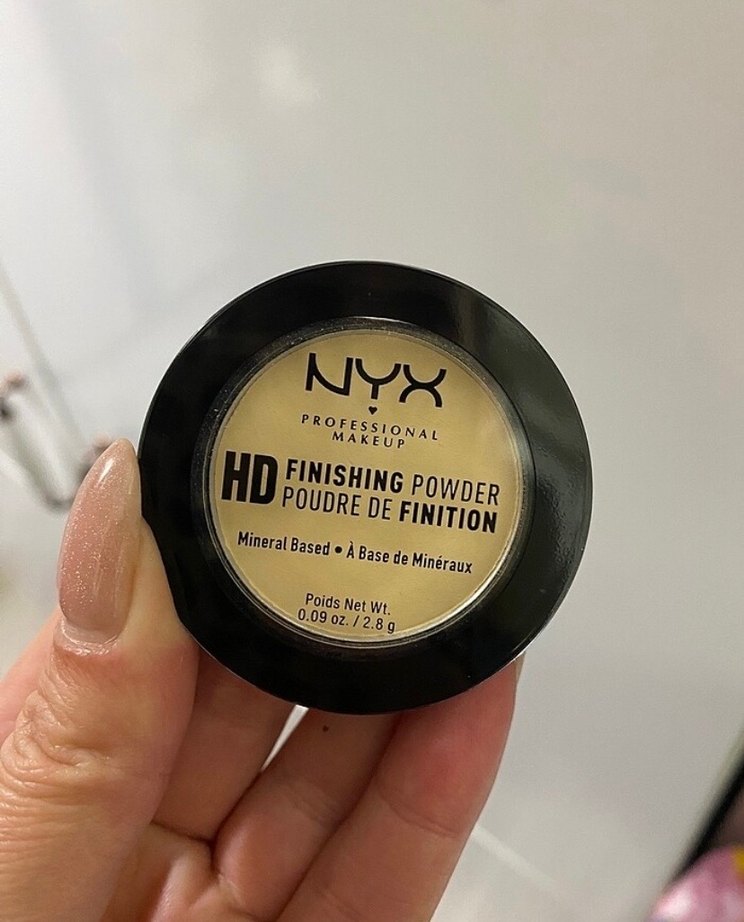 NYX
PROFESSIONAL
MAKEUP
HD FINISHING POWDER
POUDRE DE FINITION
Mineral Based • À Base de Minéraux
Poids Net Wt.
0.09 oz. / 2.8 g